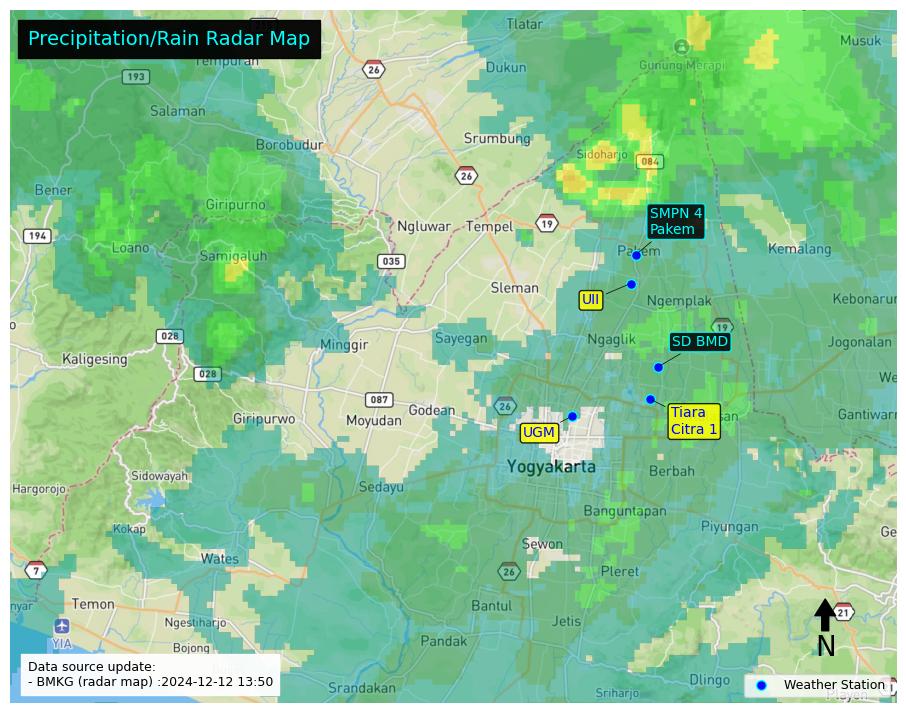 Precipitation/Rain Radar Map
Tlatar
Musuk
Tempuran
Dukun
Gunung Merapi
26
193
Salaman
Borobudur
Srumbung
Sidoharjo
084
26
Bener
Giripurno
SMPN 4
Pakem
194
Loano
Samigaluh
Ngluwar
Tempel
19
Pakem
Kemalang
035
Sleman
UII
Ngemplak
Kebonarum
028
Kaligesing
Minggir
Sayegan
Ngaglik
19
SD BMD
Jogonalan
028
087
Giripurwo
Moyudan
Godean
26
UGM
Tiara
Citra 1
Yogyakarta
Berbah
Hargorojo
Sidowayah
Sedayu
Kokap
Banguntapan
Piyungan
Wates
Sewon
7
26
Pleret
Temon
Bantul
21
Ngestiharjo
Jetis
YIA
Bojong
Pandak
N
Data source update:
- BMKG (radar map) :2024-12-12 13:50
Srandakan
Sriharjo
Dlingo
Weather Station
Playen